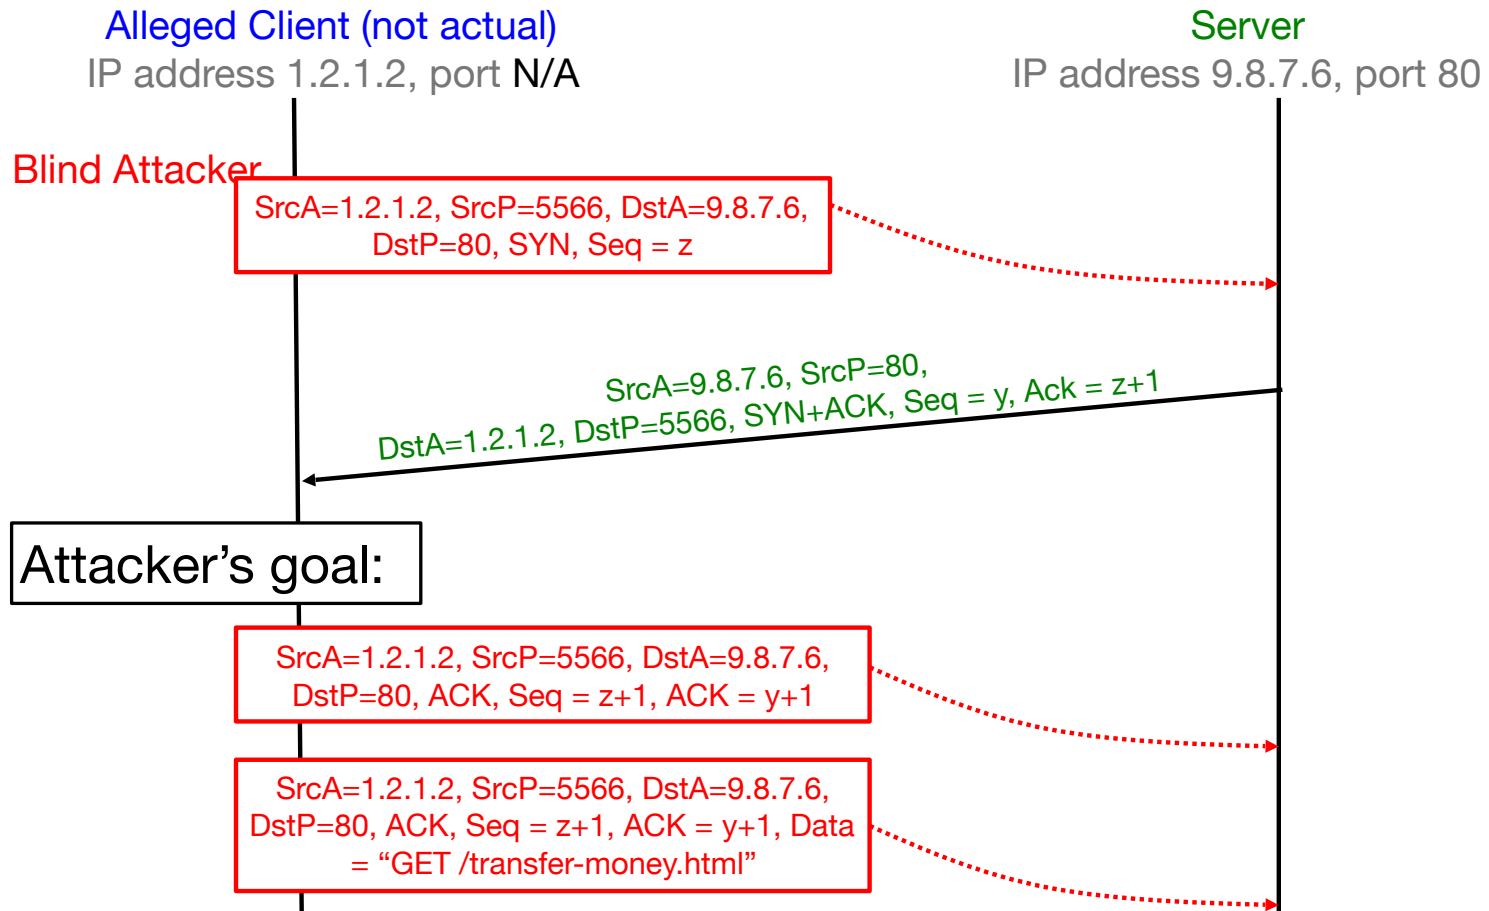 Alleged Client (not actual)
IP address 1.2.1.2, port N/A
Server
IP address 9.8.7.6, port 80
Blind Attacker
SrcA=1.2.1.2, SrcP=5566, DstA=9.8.7.6,
DstP=80, SYN, Seq = z
SrcA=9.8.7.6, SrcP=80,
DstA=1.2.1.2, DstP=5566, SYN+ACK, Seq = y, Ack = z+1
Attacker’s goal:
SrcA=1.2.1.2, SrcP=5566, DstA=9.8.7.6,
DstP=80, ACK, Seq = z+1, ACK = y+1
SrcA=1.2.1.2, SrcP=5566, DstA=9.8.7.6,
DstP=80, ACK, Seq = z+1, ACK = y+1, Data
= “GET /transfer-money.html”